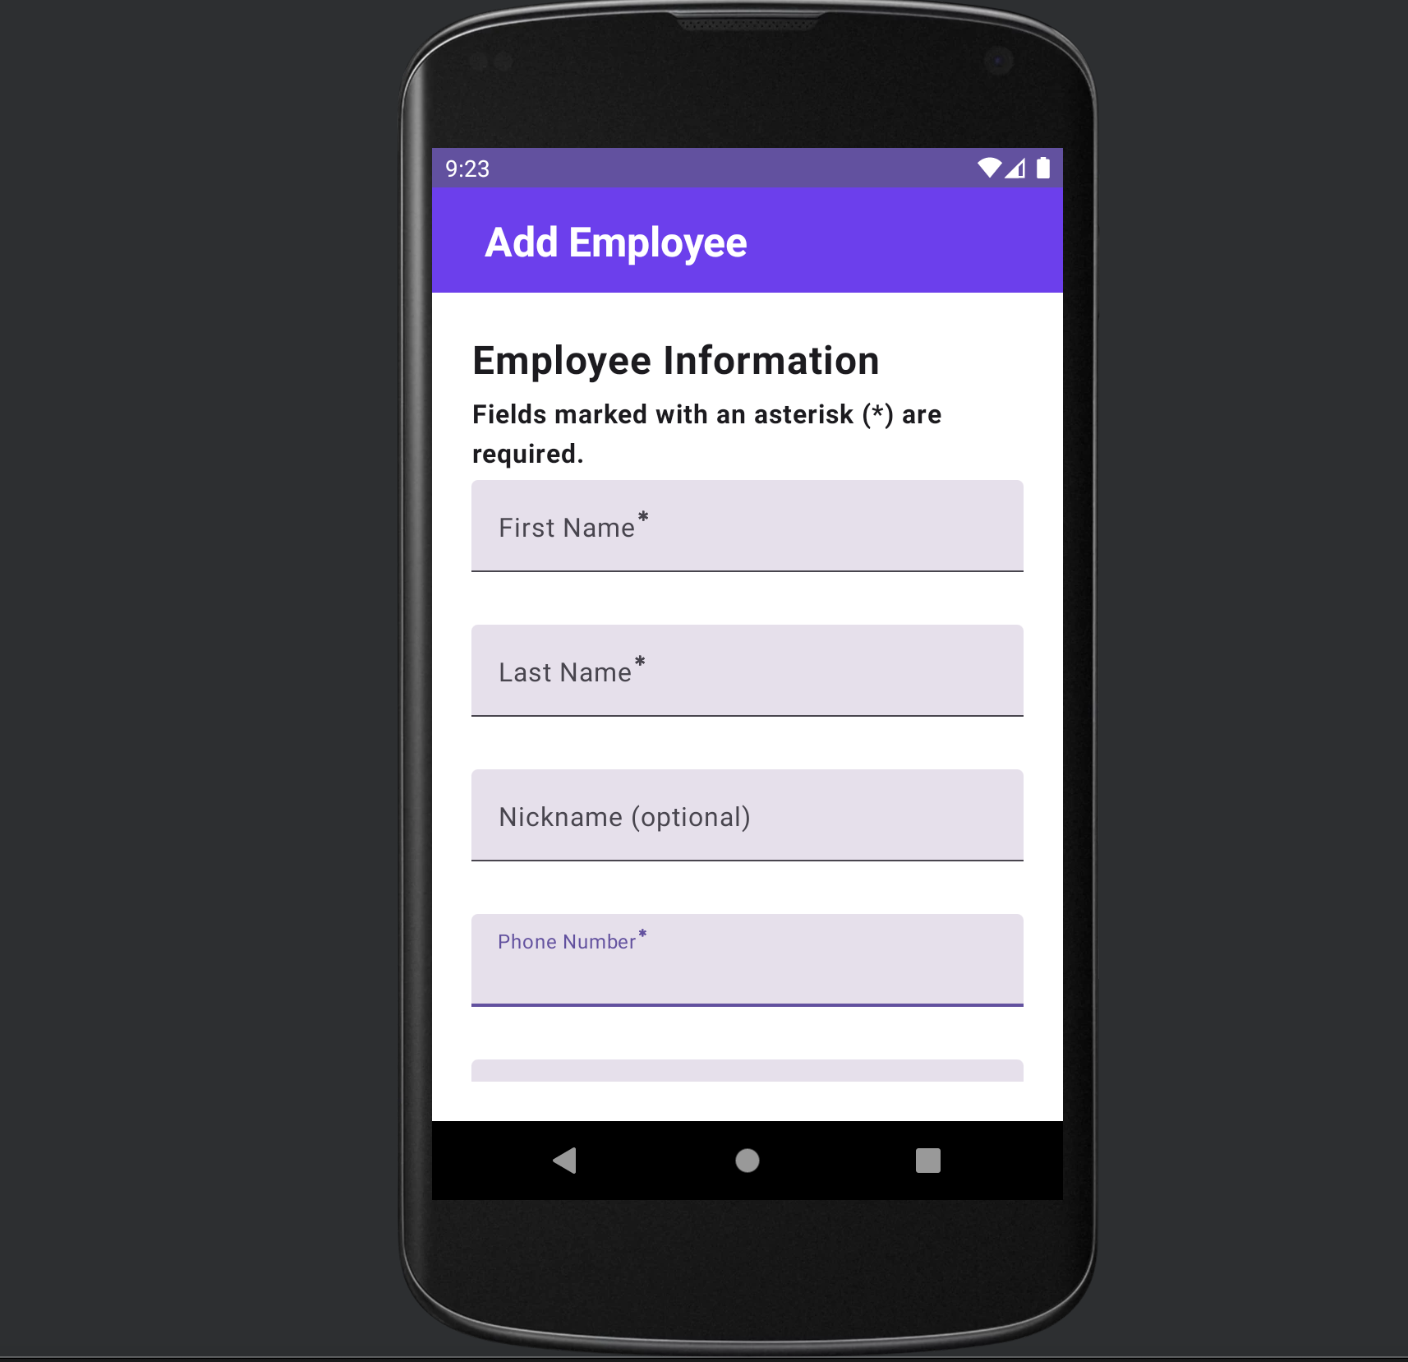 9:23
Add Employee
Employee Information
Fields marked with an asterisk (*) are
required.
First Name*
Last Name*
Nickname (optional)
Phone Number*